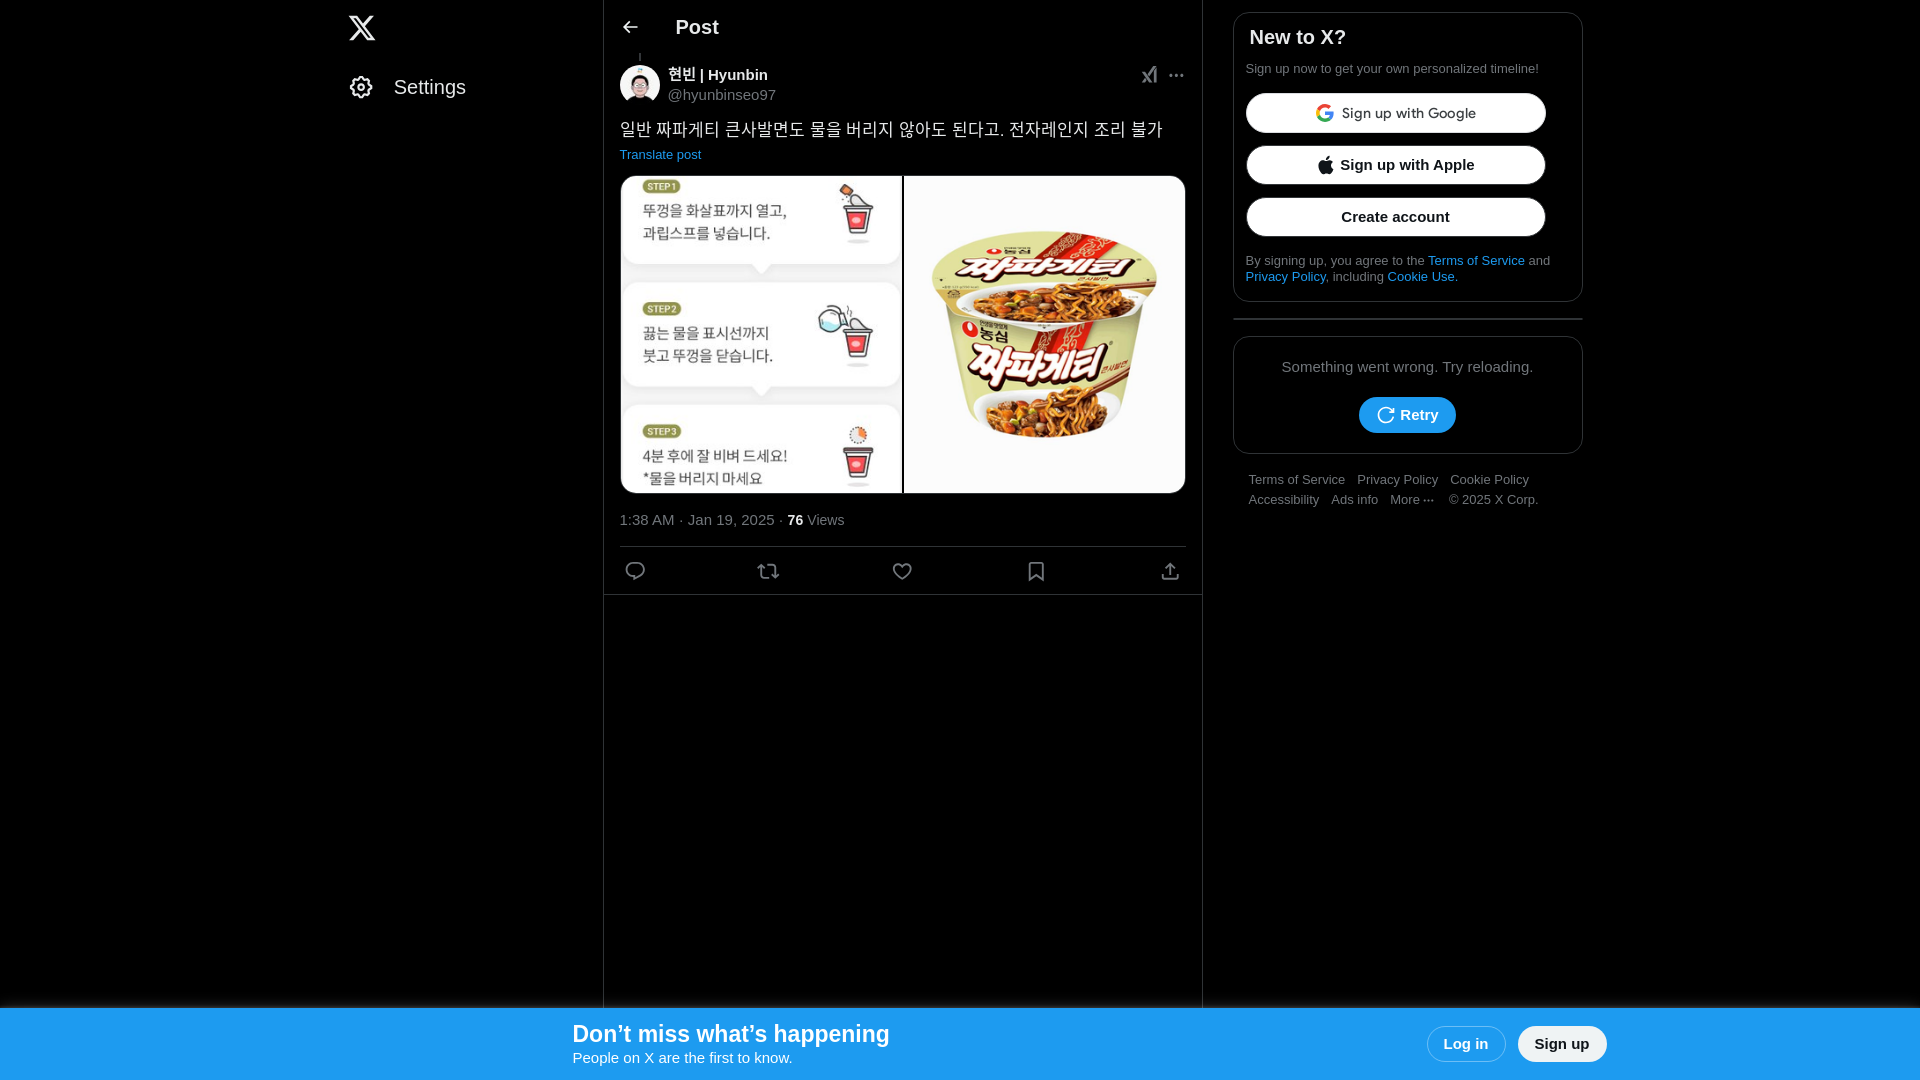 Settings
Post
현빈 | Hyunbin
@hyunbinseo97
일반 짜파게티 큰사발면도 물을 버리지 않아도 된다고. 전자레인지 조리 불가
Translate post
STEP1
뚜껑을 화살표까지 열고,
과립스프를 넣습니다.
STEP2
끓는 물을 표시선까지
붓고 뚜껑을 닫습니다.
STEP3
4분 후에 잘 비벼 드세요!
*물을 버리지 마세요
농심
짜파게티
농심
짜파게티
큰사발면
1:38 AM · Jan 19, 2025 · 76 Views
New to X?
Sign up now to get your own personalized timeline!
Sign up with Google
Sign up with Apple
Create account
By signing up, you agree to the Terms of Service and
Privacy Policy, including Cookie Use.
Something went wrong. Try reloading.
Retry
Terms of Service Privacy Policy Cookie Policy
Accessibility Ads info More ··· © 2025 X Corp.
Don’t miss what’s happening
People on X are the first to know.
Log in
Sign up